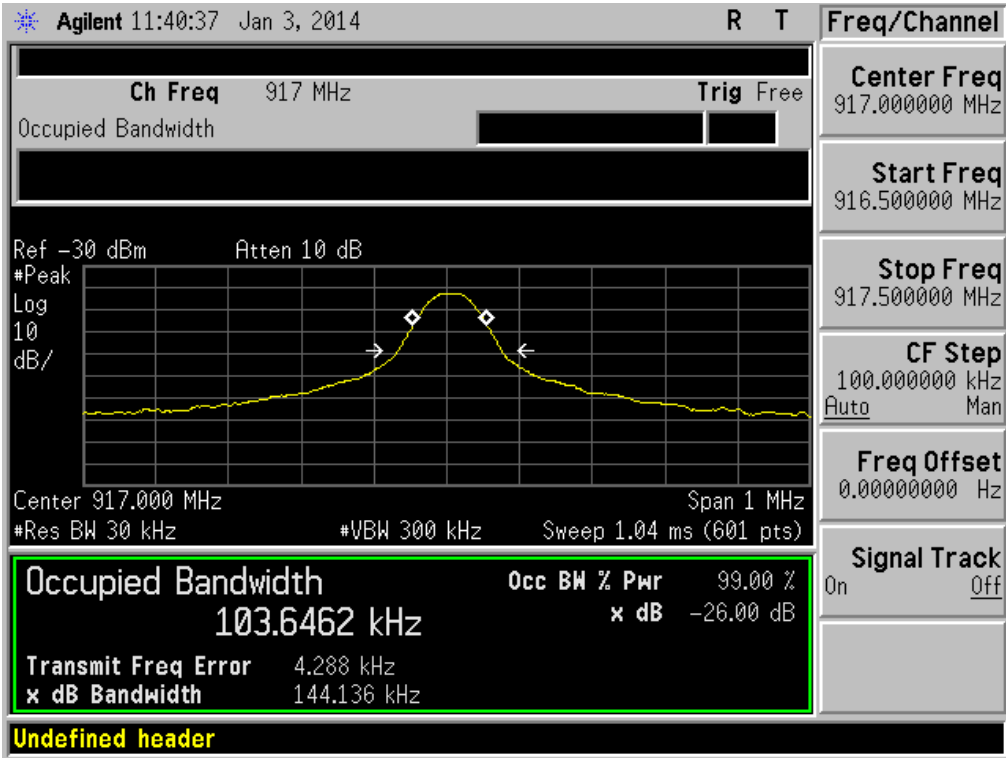 Agilent 11:40:37 Jan 3, 2014 R T
Freq/Channel
Ch Freq 917 MHz Trig Free
Occupied Bandwidth
Center Freq
917.000000 MHz
Start Freq
916.500000 MHz
Stop Freq
917.500000 MHz
CF Step
100.000000 kHz
Auto Man
Freq Offset
0.00000000 Hz
Signal Track
On Off
Ref -30 dBm Atten 10 dB
#Peak
Log
10
dB/
Center 917.000 MHz Span 1 MHz
#Res BW 30 kHz #VBW 300 kHz Sweep 1.04 ms (601 pts)
Occupied Bandwidth
103.6462 kHz
Occ BW % Pwr 99.00 %
x dB -26.00 dB
Transmit Freq Error 4.288 kHz
x dB Bandwidth 144.136 kHz
Undefined header